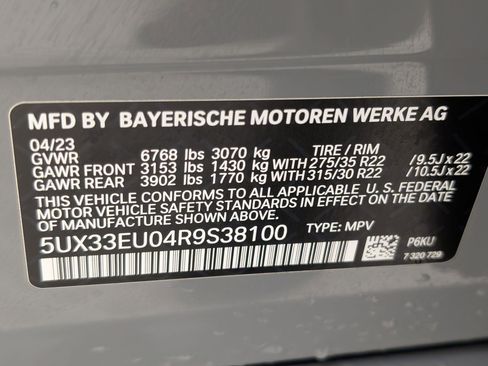 MFD BY BAYERISCHE MOTOREN WERKE AG
04/23 TIRE / RIM
GVWR 6768 lbs 3070 kg
GAWR FRONT 3153 lbs 1430 kg WITH 275/35 R22 /9.5J x 22
GAWR REAR 3902 lbs 1770 kg WITH 315/30 R22 /10.5J x 22
THIS VEHICLE CONFORMS TO ALL APPLICABLE U. S. FEDERAL
MOTOR VEHICLE SAFETY STANDARDS IN EFFECT ON THE
DATE OF MANUFACTURE SHOWN ABOVE.
5UX33EU04R9S38100 TYPE: MPV
P6KU
7 320 729